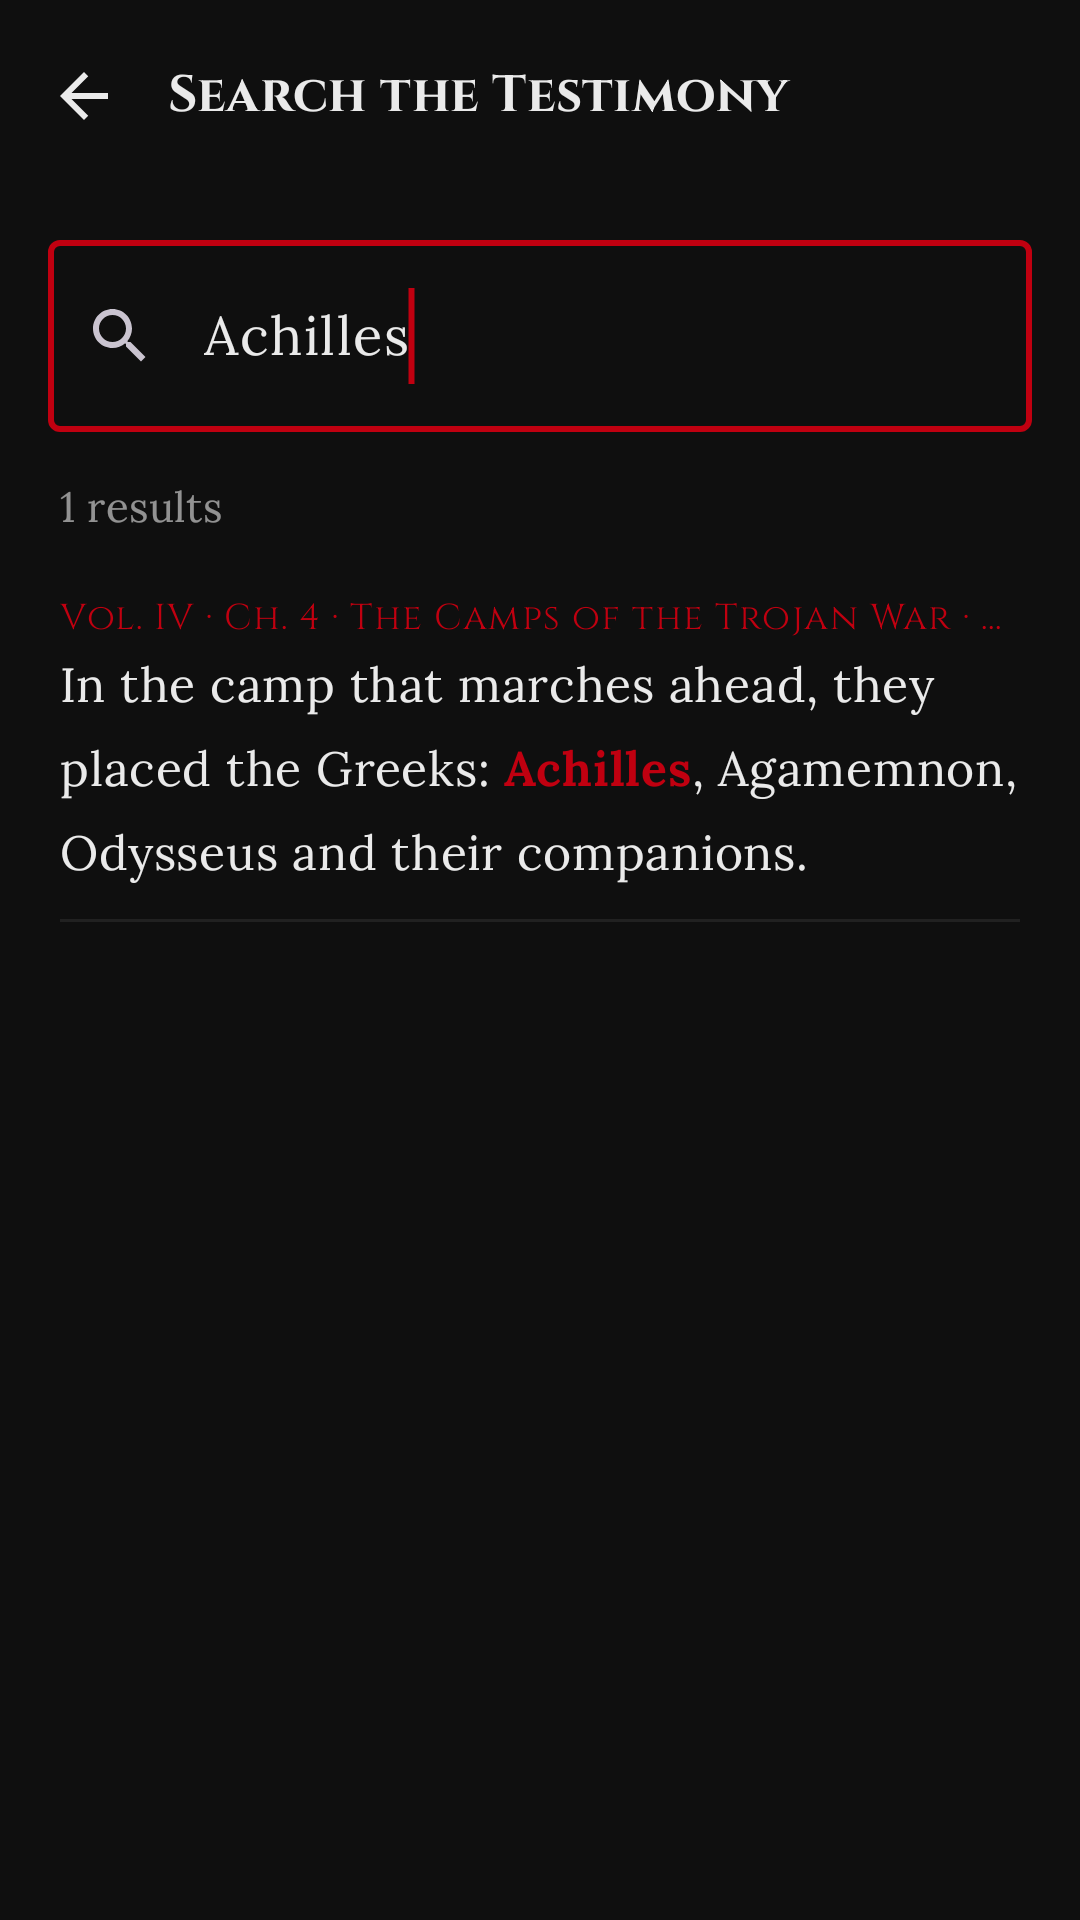 Search the Testimony
Achilles
1 results
Vol. IV · Ch. 4 · The Camps of the Trojan War · ...
In the camp that marches ahead, they
placed the Greeks: Achilles, Agamemnon,
Odysseus and their companions.